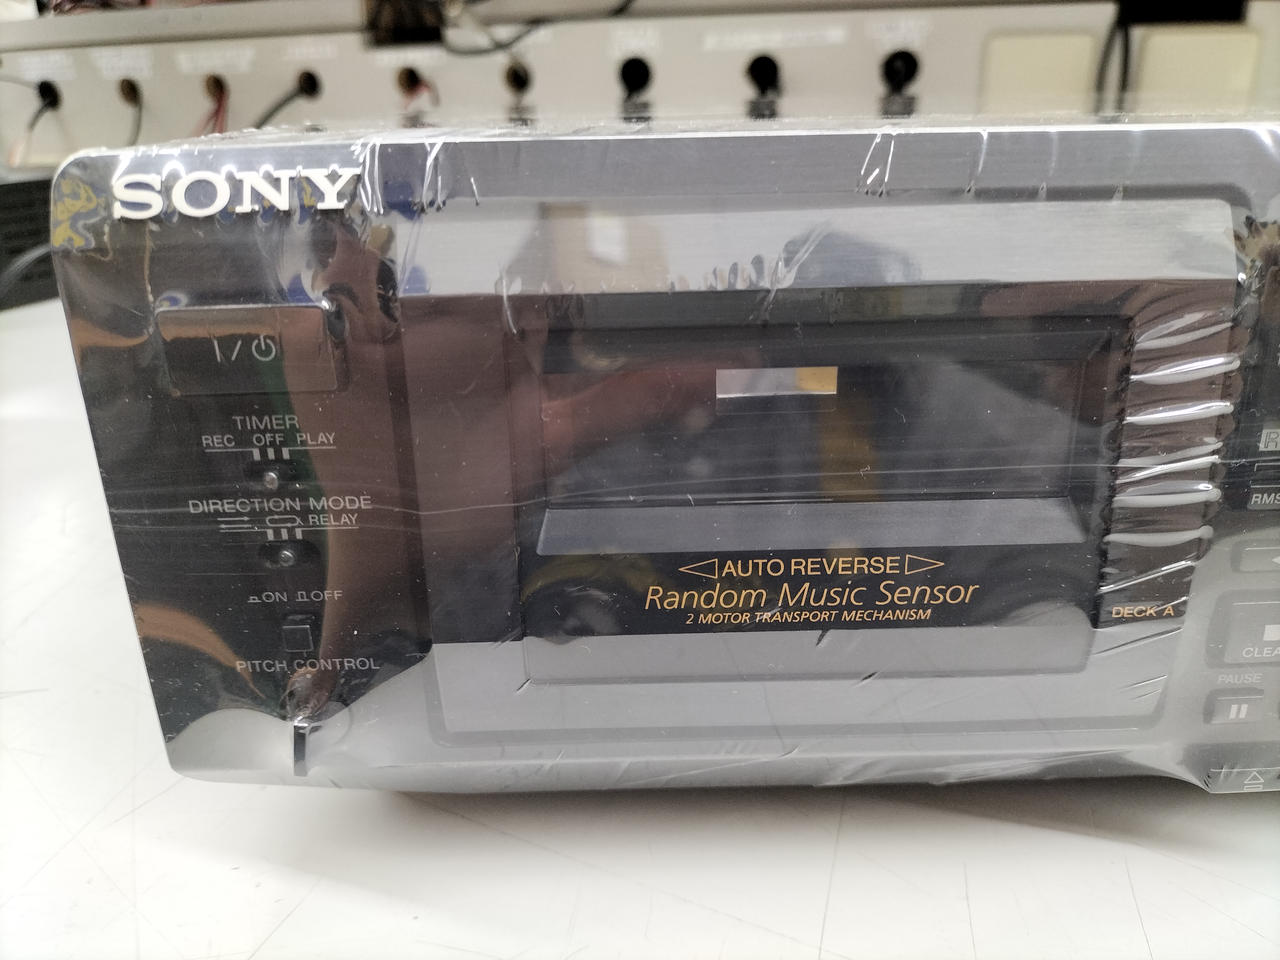 SONY
I / ⏻
TIMER
REC OFF PLAY
DIRECTION MODE
RELAY
ON OFF
PITCH CONTROL
AUTO REVERSE
Random Music Sensor
2 MOTOR TRANSPORT MECHANISM
DECK A
RMS
CLEA
PAUSE